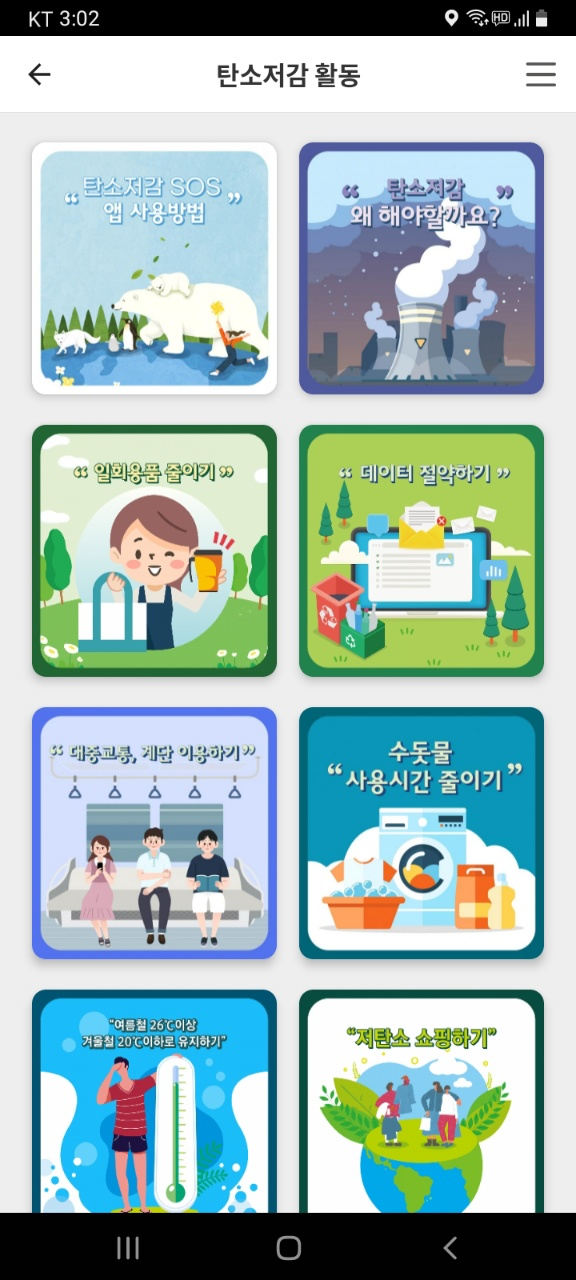 KT 3:02
HD
탄소저감 활동
“ 탄소저감 SOS ”
앱 사용방법
“ 탄소저감 ”
왜 해야할까요?
“ 일회용품 줄이기 ”
“ 데이터 절약하기 ”
“ 대중교통, 계단 이용하기 ”
수돗물
“ 사용시간 줄이기 ”
"여름철 26℃이상
겨울철 20℃이하로 유지하기"
“저탄소 쇼핑하기”